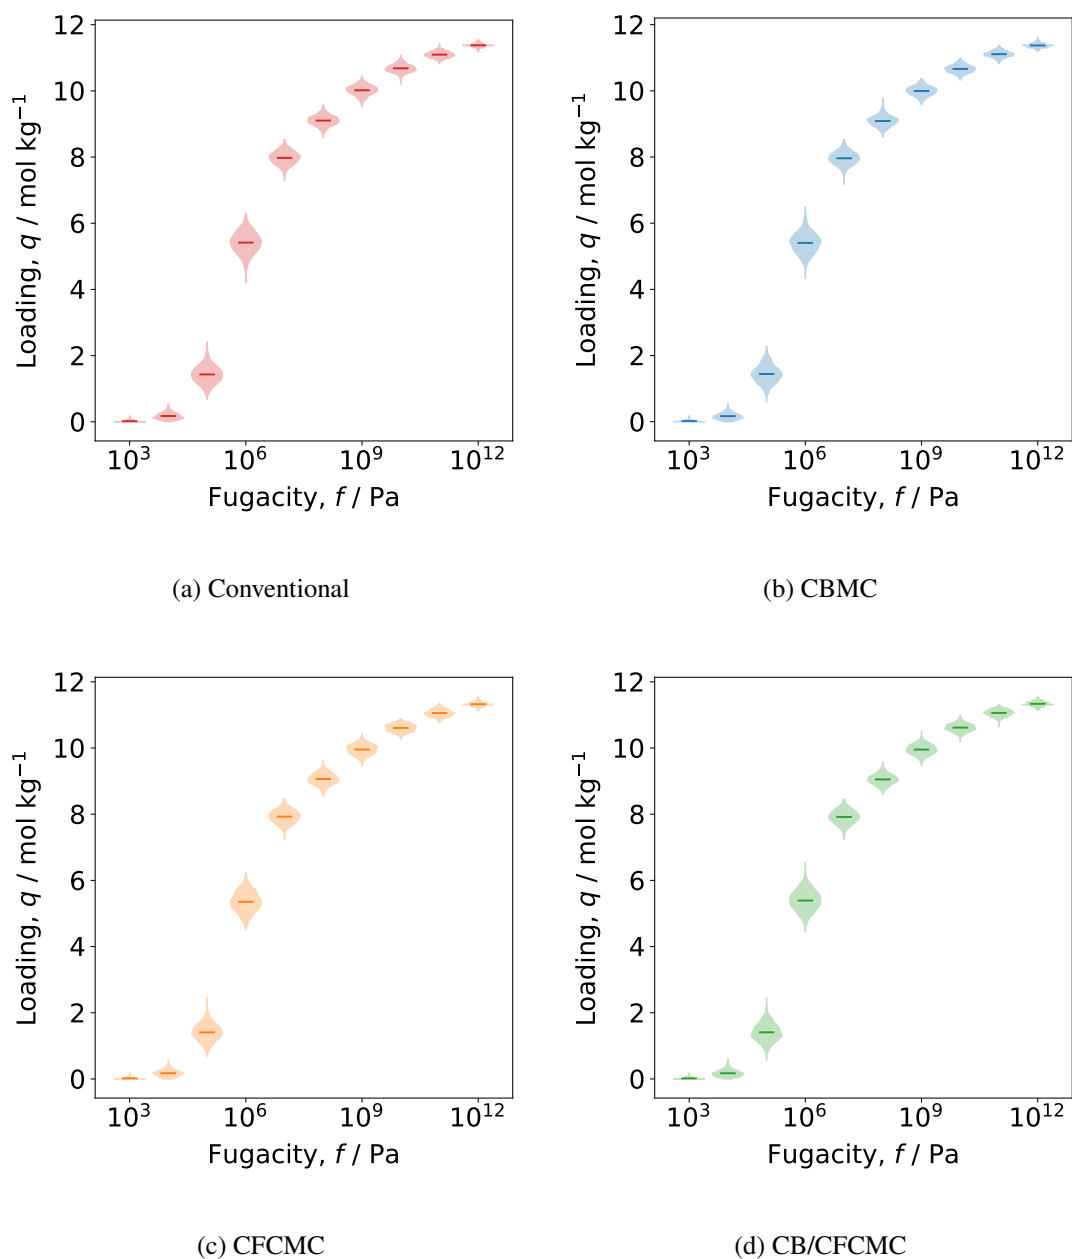 12
10
8
6
4
2
0
Loading, q / mol kg⁻¹
10³ 10⁶ 10⁹ 10¹²
Fugacity, f / Pa
(a) Conventional
12
10
8
6
4
2
0
Loading, q / mol kg⁻¹
10³ 10⁶ 10⁹ 10¹²
Fugacity, f / Pa
(b) CBMC
12
10
8
6
4
2
0
Loading, q / mol kg⁻¹
10³ 10⁶ 10⁹ 10¹²
Fugacity, f / Pa
(c) CFCMC
12
10
8
6
4
2
0
Loading, q / mol kg⁻¹
10³ 10⁶ 10⁹ 10¹²
Fugacity, f / Pa
(d) CB/CFCMC